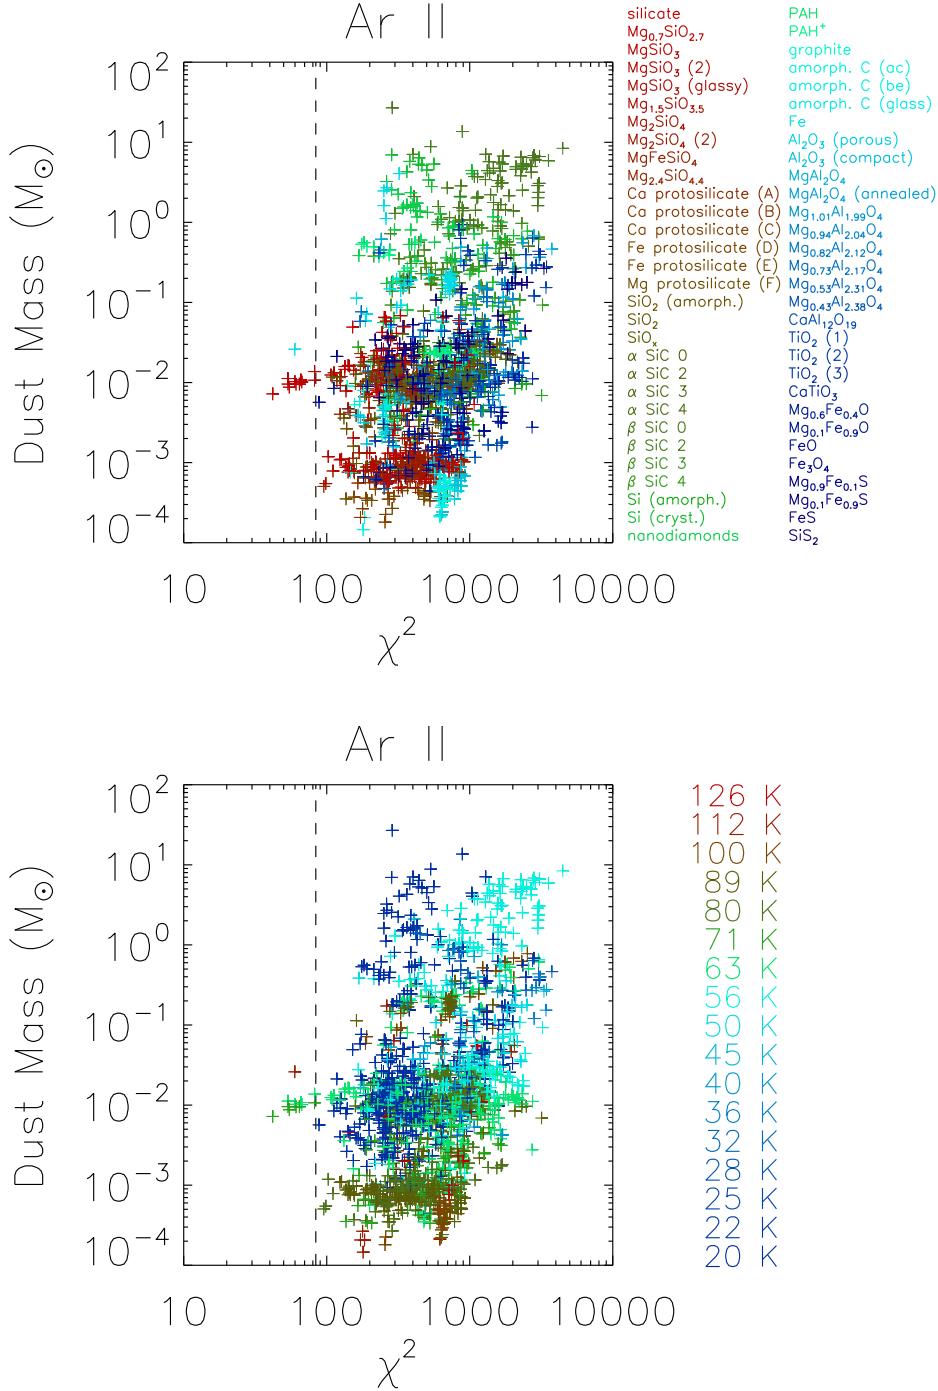 Ar II
Dust Mass (M☉)
10²
10¹
10⁰
10⁻¹
10⁻²
10⁻³
10⁻⁴
10 100 1000 10000
χ²
silicate
Mg₀.₇SiO₂.₇
MgSiO₃
MgSiO₃ (2)
MgSiO₃ (glassy)
Mg₁.₅SiO₃.₅
Mg₂SiO₄
Mg₂SiO₄ (2)
MgFeSiO₄
Mg₂.₄SiO₄.₄
Ca protosilicate (A)
Ca protosilicate (B)
Ca protosilicate (C)
Fe protosilicate (D)
Fe protosilicate (E)
Mg protosilicate (F)
SiO₂ (amorph.)
SiO₂
SiOₓ
α SiC 0
α SiC 2
α SiC 3
α SiC 4
β SiC 0
β SiC 2
β SiC 3
β SiC 4
Si (amorph.)
Si (cryst.)
nanodiamonds
PAH
PAH⁺
graphite
amorph. C (ac)
amorph. C (be)
amorph. C (glass)
Fe
Al₂O₃ (porous)
Al₂O₃ (compact)
MgAl₂O₄
MgAl₂O₄ (annealed)
Mg₁.₀₁Al₁.₉₉O₄
Mg₀.₉₄Al₂.₀₄O₄
Mg₀.₈₂Al₂.₁₂O₄
Mg₀.₇₃Al₂.₁₇O₄
Mg₀.₅₃Al₂.₃₁O₄
Mg₀.₄₃Al₂.₃₈O₄
CaAl₁₂O₁₉
TiO₂ (1)
TiO₂ (2)
TiO₂ (3)
CaTiO₃
Mg₀.₆Fe₀.₄O
Mg₀.₁Fe₀.₉O
FeO
Fe₃O₄
Mg₀.₉Fe₀.₁S
Mg₀.₁Fe₀.₉S
FeS
SiS₂
Ar II
Dust Mass (M☉)
10²
10¹
10⁰
10⁻¹
10⁻²
10⁻³
10⁻⁴
10 100 1000 10000
χ²
126 K
112 K
100 K
89 K
80 K
71 K
63 K
56 K
50 K
45 K
40 K
36 K
32 K
28 K
25 K
22 K
20 K